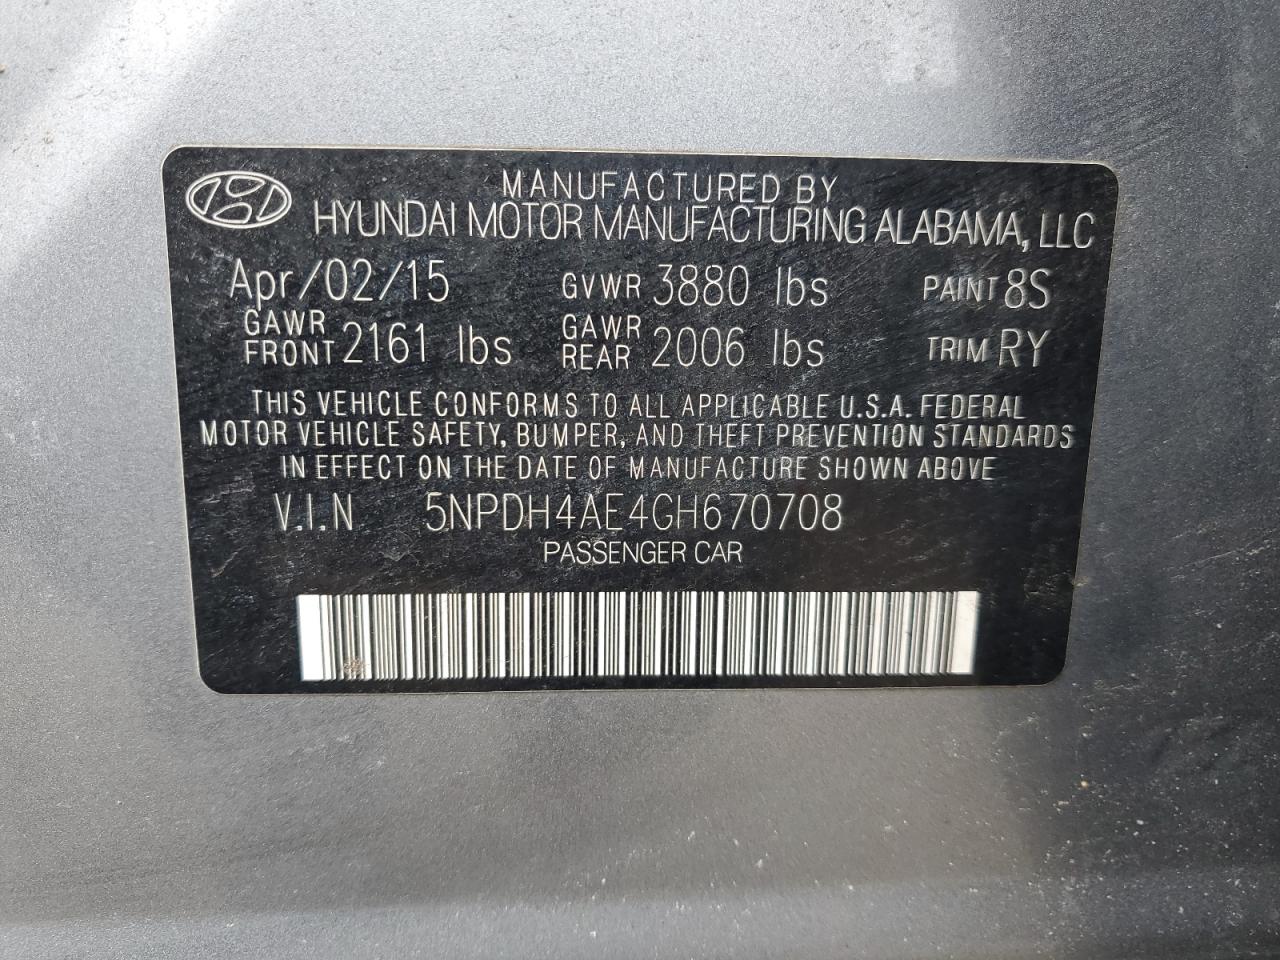 MANUFACTURED BY
HYUNDAI MOTOR MANUFACTURING ALABAMA, LLC
Apr/02/15 GVWR 3880 lbs PAINT 8S
GAWR FRONT 2161 lbs GAWR REAR 2006 lbs TRIM RY
THIS VEHICLE CONFORMS TO ALL APPLICABLE U.S.A. FEDERAL
MOTOR VEHICLE SAFETY, BUMPER, AND THEFT PREVENTION STANDARDS
IN EFFECT ON THE DATE OF MANUFACTURE SHOWN ABOVE
V.I.N 5NPDH4AE4GH670708
PASSENGER CAR